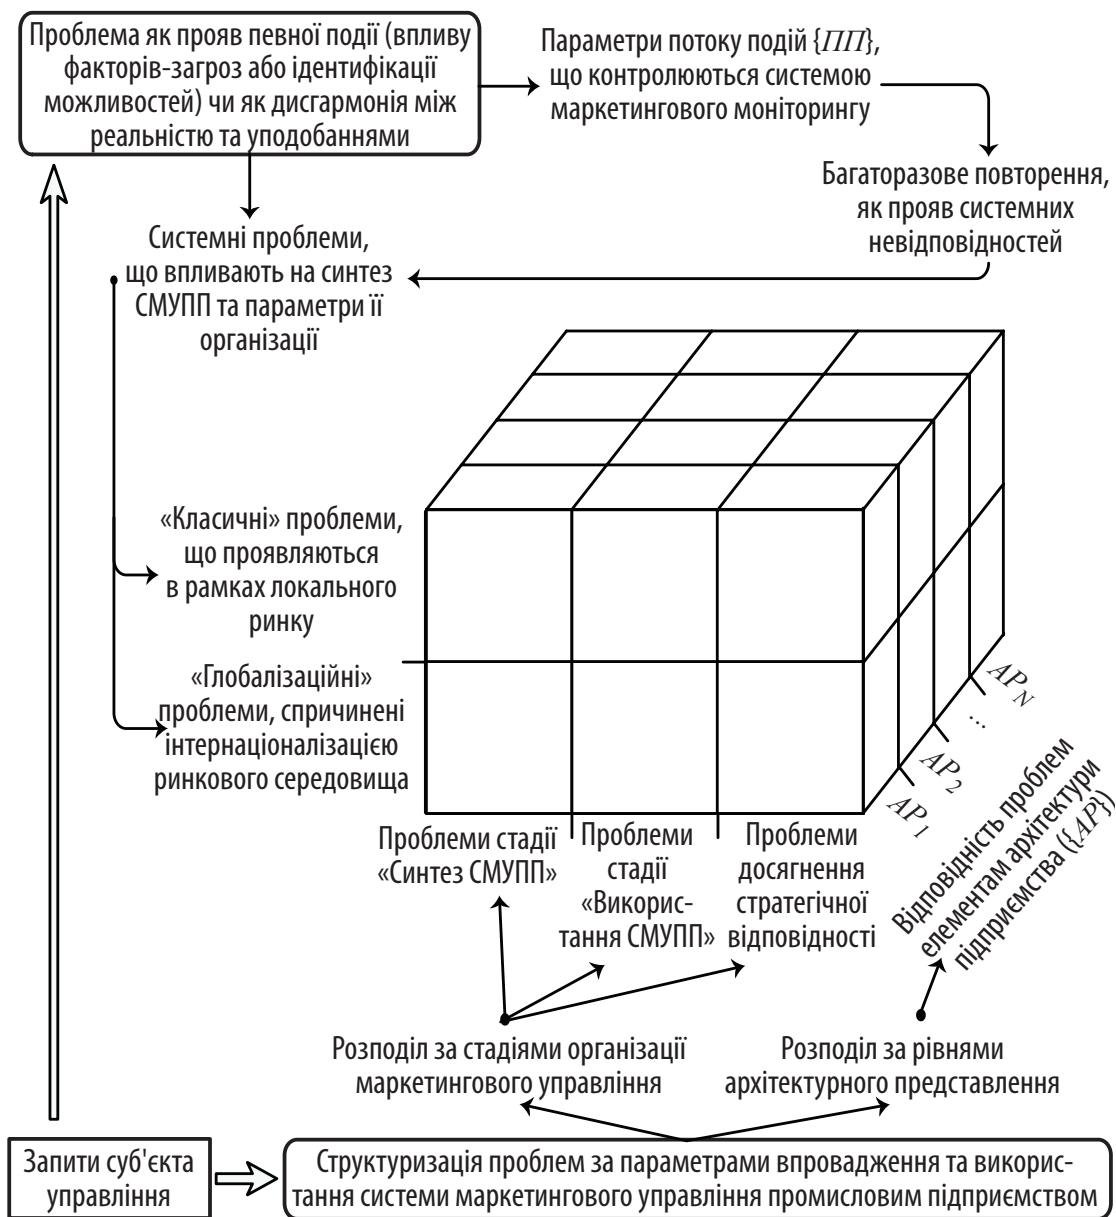 Проблема як прояв певної події (впливу
факторів-загроз або ідентифікації
можливостей) чи як дисгармонія між
реальністю та уподобаннями
Параметри потоку подій {ПП},
що контролюються системою
маркетингового моніторингу
Багаторазове повторення,
як прояв системних
невідповідностей
Системні проблеми,
що впливають на синтез
СМУПП та параметри її
організації
«Класичні» проблеми,
що проявляються
в рамках локального
ринку
«Глобалізаційні»
проблеми, спричинені
інтернаціоналізацією
ринкового середовища
AP N
...
AP 2
AP 1
Проблеми стадії
«Синтез СМУПП»
Проблеми
стадії
«Викорис-
тання СМУПП»
Проблеми
досягнення
стратегічної
відповідності
Відповідність проблем
елементам архітектури
підприємства ({AP})
Розподіл за стадіями організації
маркетингового управління
Розподіл за рівнями
архітектурного представлення
Запити суб'єкта
управління
Структуризація проблем за параметрами впровадження та викорис-
тання системи маркетингового управління промисловим підприємством